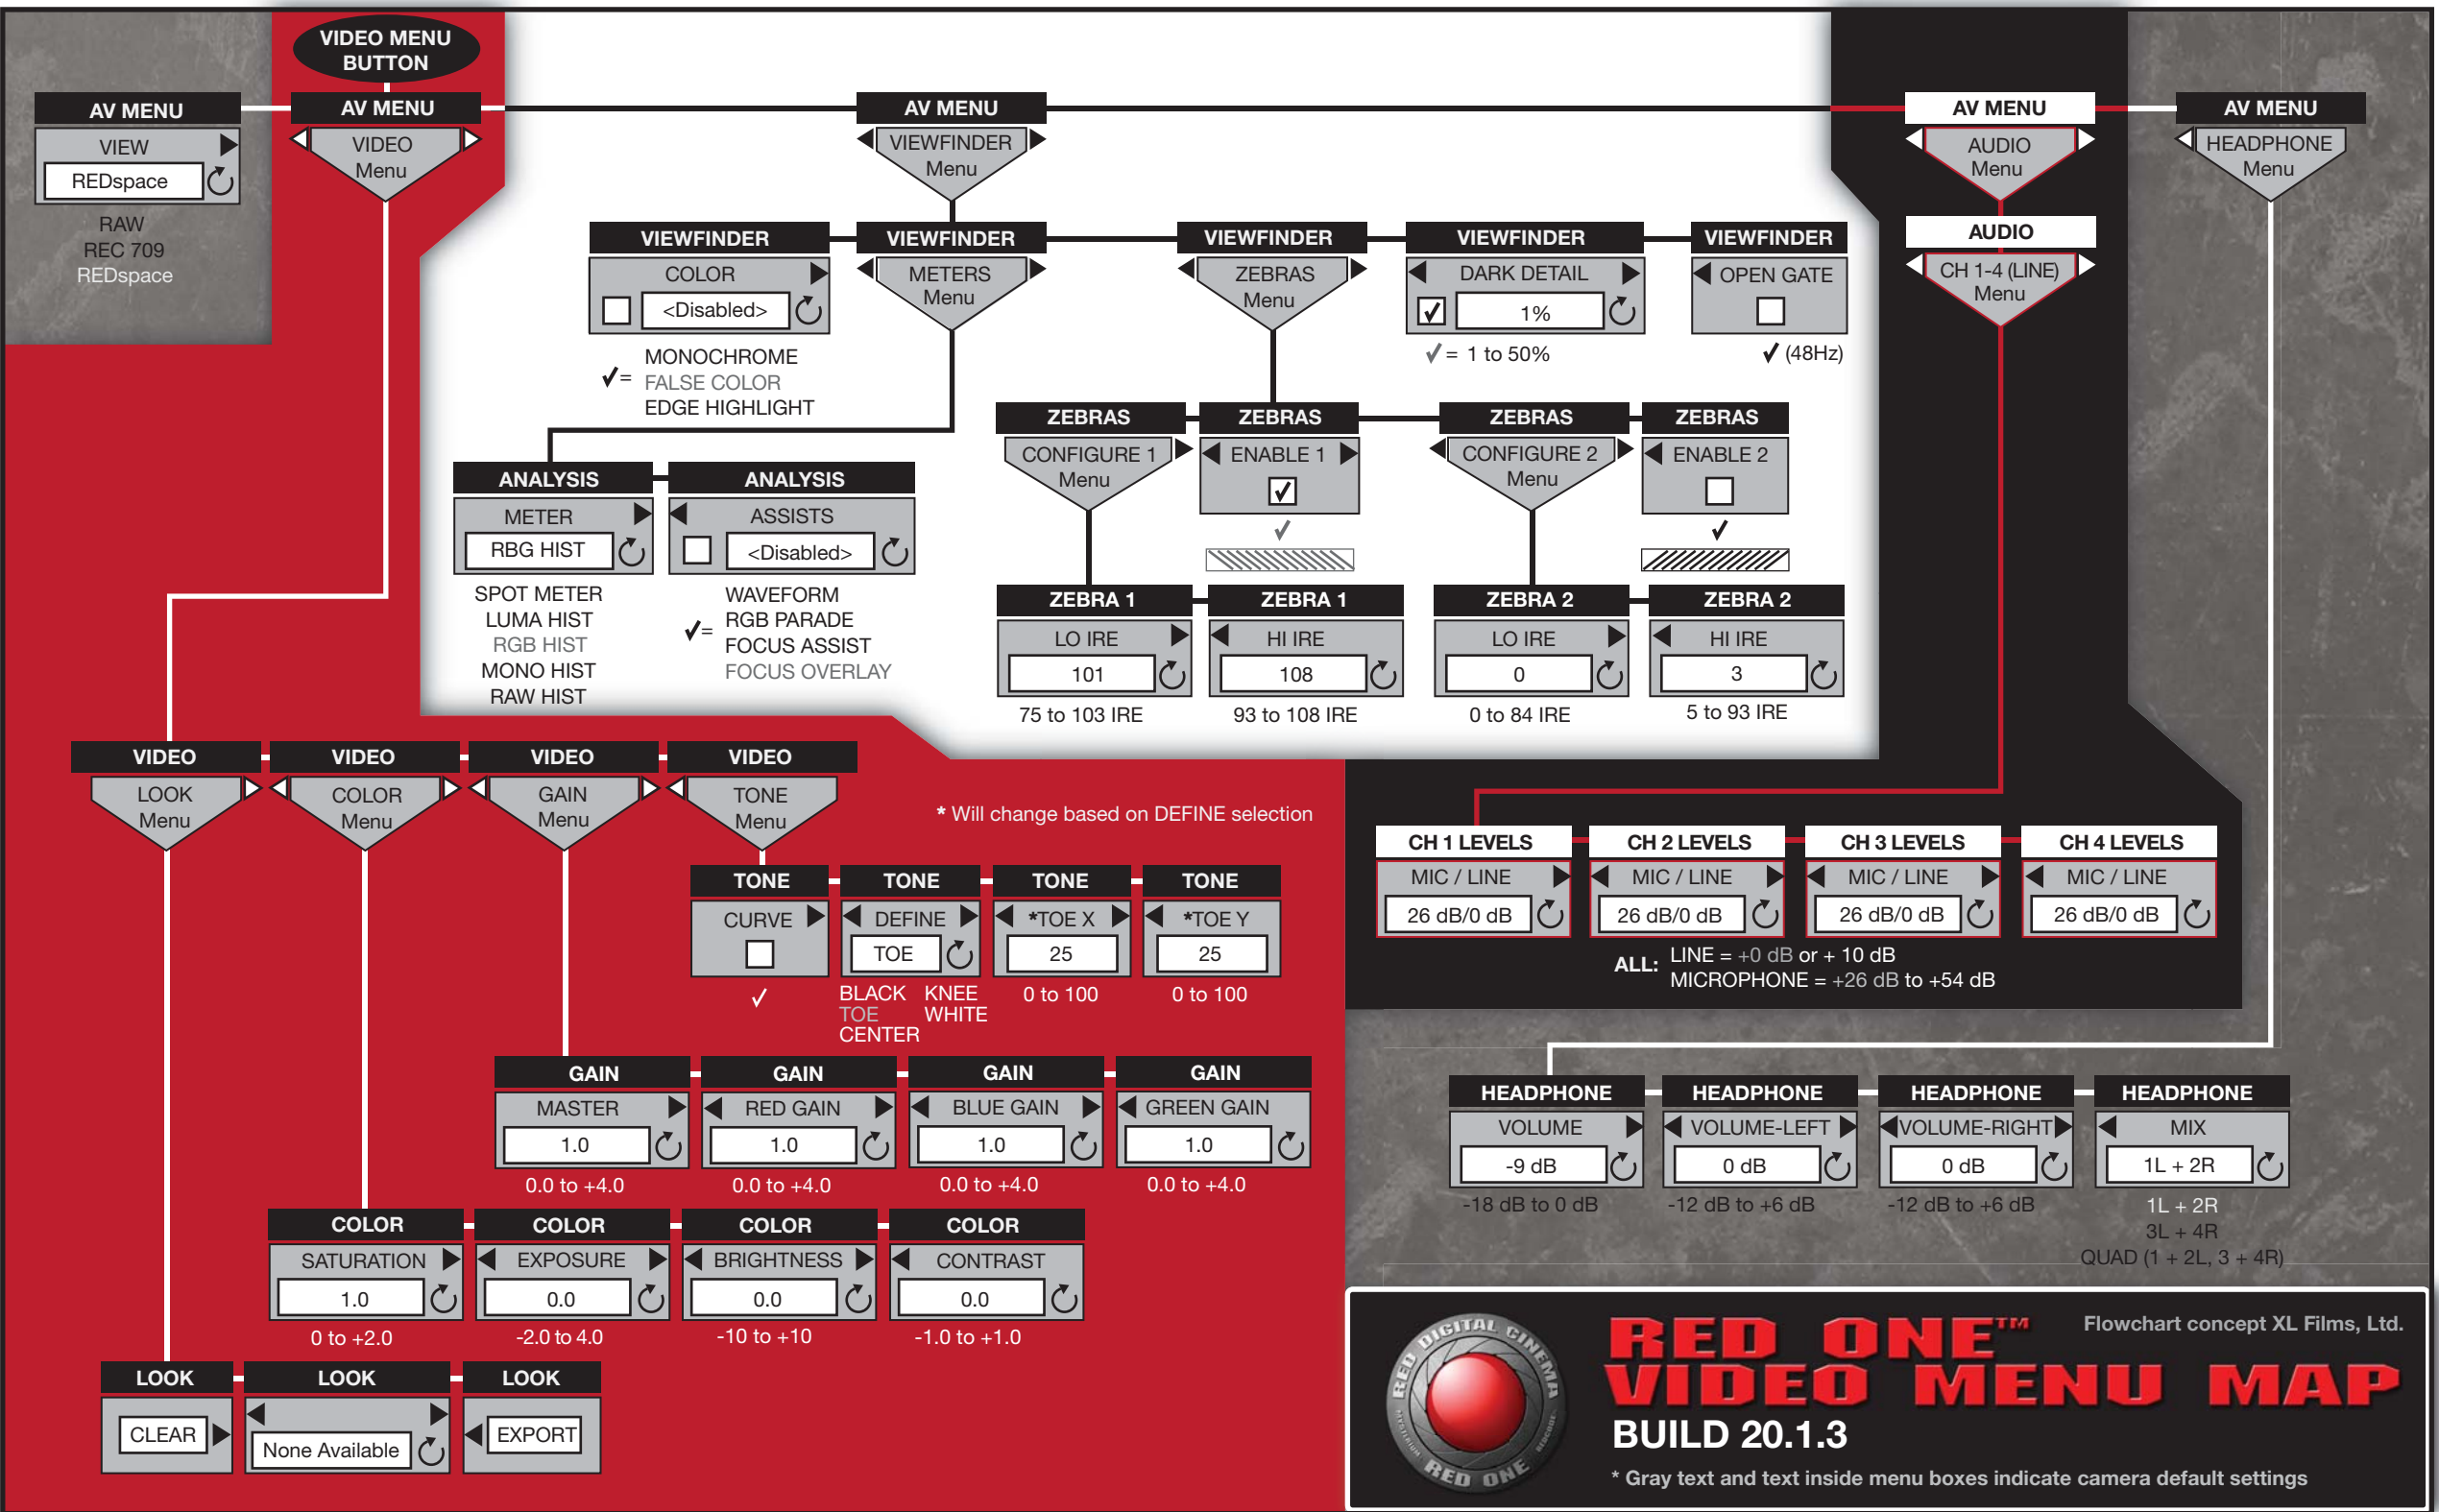 VIDEO MENU
BUTTON
AV MENU
VIEW
REDspace
RAW
REC 709
REDspace
AV MENU
VIDEO
Menu
AV MENU
VIEWFINDER
Menu
AV MENU
AUDIO
Menu
AV MENU
HEADPHONE
Menu
VIEWFINDER
COLOR
<Disabled>
✓=
MONOCHROME
FALSE COLOR
EDGE HIGHLIGHT
VIEWFINDER
METERS
Menu
VIEWFINDER
ZEBRAS
Menu
VIEWFINDER
DARK DETAIL
1%
✓= 1 to 50%
VIEWFINDER
OPEN GATE
✓ (48Hz)
AUDIO
CH 1-4 (LINE)
Menu
ZEBRAS
CONFIGURE 1
Menu
ZEBRAS
ENABLE 1
ZEBRAS
CONFIGURE 2
Menu
ZEBRAS
ENABLE 2
ANALYSIS
METER
RBG HIST
SPOT METER
LUMA HIST
RGB HIST
MONO HIST
RAW HIST
ANALYSIS
ASSISTS
<Disabled>
✓=
WAVEFORM
RGB PARADE
FOCUS ASSIST
FOCUS OVERLAY
ZEBRA 1
LO IRE
101
75 to 103 IRE
ZEBRA 1
HI IRE
108
93 to 108 IRE
ZEBRA 2
LO IRE
0
0 to 84 IRE
ZEBRA 2
HI IRE
3
5 to 93 IRE
VIDEO
LOOK
Menu
VIDEO
COLOR
Menu
VIDEO
GAIN
Menu
VIDEO
TONE
Menu
* Will change based on DEFINE selection
TONE
CURVE
TONE
DEFINE
TOE
BLACK KNEE
TOE WHITE
CENTER
TONE
*TOE X
25
0 to 100
TONE
*TOE Y
25
0 to 100
CH 1 LEVELS
MIC / LINE
26 dB/0 dB
CH 2 LEVELS
MIC / LINE
26 dB/0 dB
CH 3 LEVELS
MIC / LINE
26 dB/0 dB
CH 4 LEVELS
MIC / LINE
26 dB/0 dB
ALL:
LINE = +0 dB or + 10 dB
MICROPHONE = +26 dB to +54 dB
GAIN
MASTER
1.0
0.0 to +4.0
GAIN
RED GAIN
1.0
0.0 to +4.0
GAIN
BLUE GAIN
1.0
0.0 to +4.0
GAIN
GREEN GAIN
1.0
0.0 to +4.0
HEADPHONE
VOLUME
-9 dB
-18 dB to 0 dB
HEADPHONE
VOLUME-LEFT
0 dB
-12 dB to +6 dB
HEADPHONE
VOLUME-RIGHT
0 dB
-12 dB to +6 dB
HEADPHONE
MIX
1L + 2R
1L + 2R
3L + 4R
QUAD (1 + 2L, 3 + 4R)
COLOR
SATURATION
1.0
0 to +2.0
COLOR
EXPOSURE
0.0
-2.0 to 4.0
COLOR
BRIGHTNESS
0.0
-10 to +10
COLOR
CONTRAST
0.0
-1.0 to +1.0
LOOK
CLEAR
LOOK
None Available
LOOK
EXPORT
RED DIGITAL CINEMA
MYSTERIUM
REDCODE
RED ONE
RED ONE™
Flowchart concept XL Films, Ltd.
VIDEO MENU MAP
BUILD 20.1.3
* Gray text and text inside menu boxes indicate camera default settings